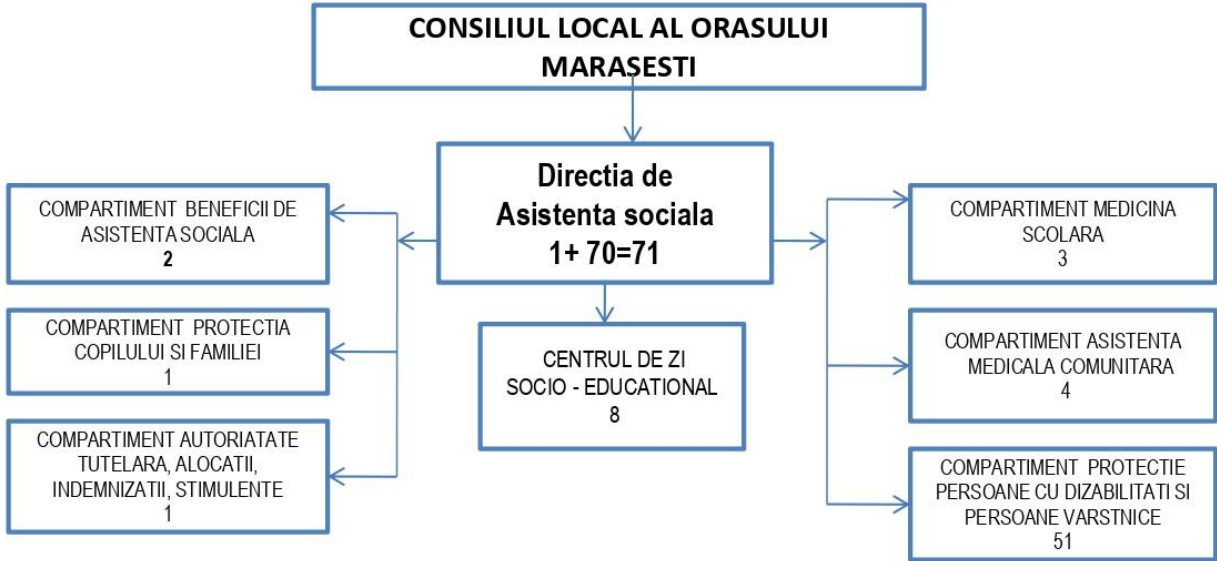 CONSILIUL LOCAL AL ORASULUI
MARASESTI
Directia de
Asistenta sociala
1+ 70=71
COMPARTIMENT BENEFICII DE
ASISTENTA SOCIALA
2
COMPARTIMENT PROTECTIA
COPILULUI SI FAMILIEI
1
COMPARTIMENT AUTORIATATE
TUTELARA, ALOCATII,
INDEMNIZATII, STIMULENTE
1
CENTRUL DE ZI
SOCIO - EDUCATIONAL
8
COMPARTIMENT MEDICINA
SCOLARA
3
COMPARTIMENT ASISTENTA
MEDICALA COMUNITARA
4
COMPARTIMENT PROTECTIE
PERSOANE CU DIZABILITATI SI
PERSOANE VARSTNICE
51